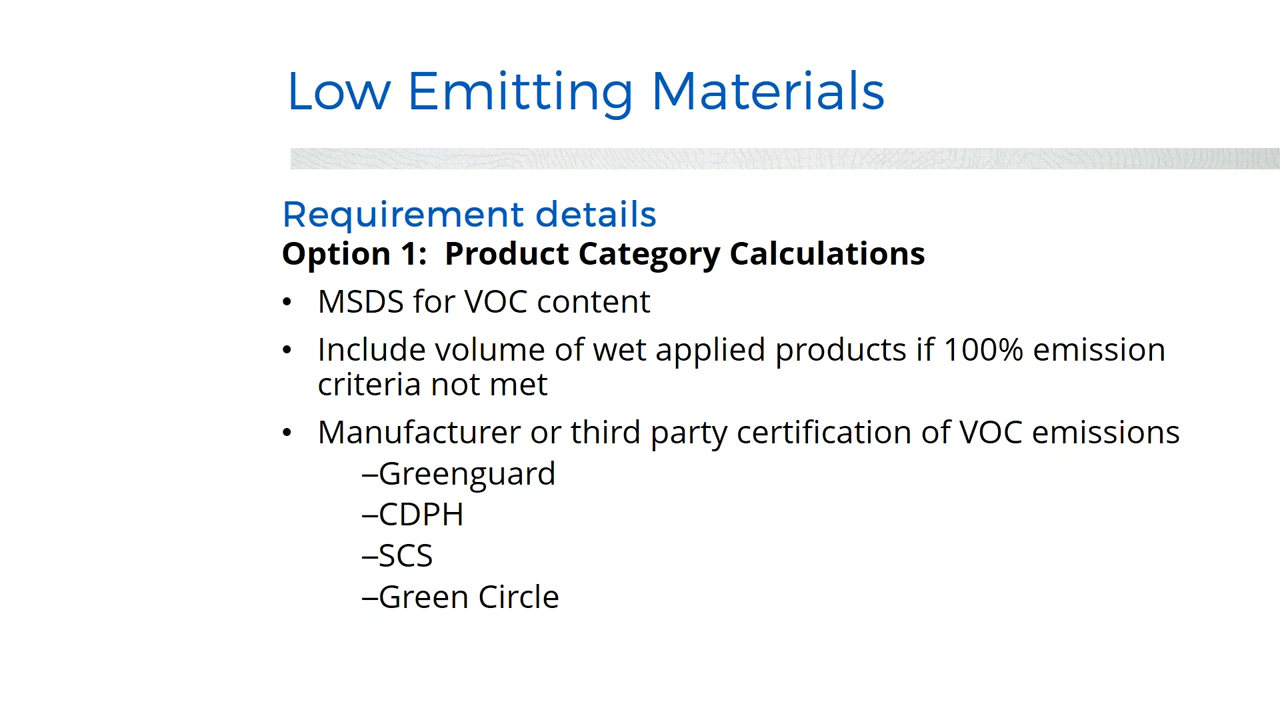 Low Emitting Materials
Requirement details
Option 1:  Product Category Calculations
• MSDS for VOC content
• Include volume of wet applied products if 100% emission
criteria not met
• Manufacturer or third party certification of VOC emissions
–Greenguard
–CDPH
–SCS
–Green Circle